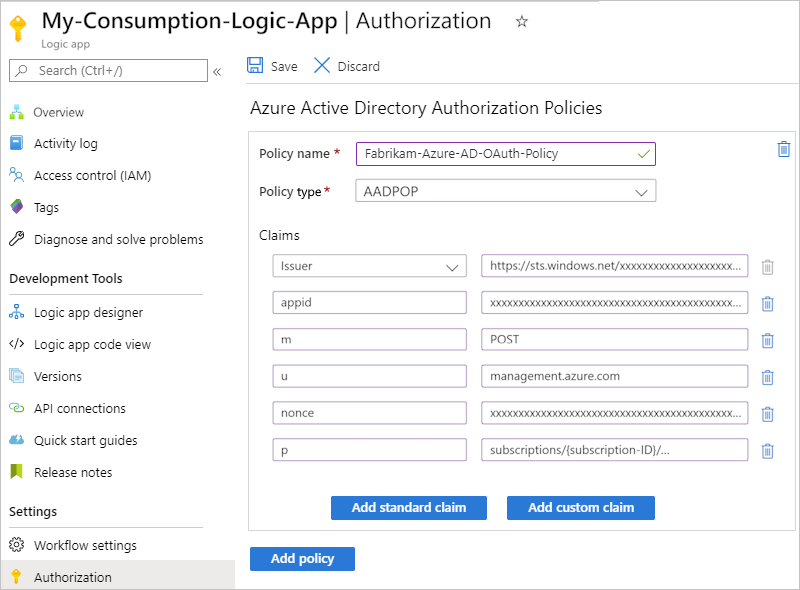 My-Consumption-Logic-App | Authorization
Logic app
Search (Ctrl+/)
«
Save
Discard
Overview
Activity log
Access control (IAM)
Tags
Diagnose and solve problems
Development Tools
Logic app designer
Logic app code view
Versions
API connections
Quick start guides
Release notes
Settings
Workflow settings
Authorization
Azure Active Directory Authorization Policies
Policy name * Fabrikam-Azure-AD-OAuth-Policy
Policy type * AADPOP
Claims
Issuer https://sts.windows.net/xxxxxxxxxxxxxxxxxxx...
appid xxxxxxxxxxxxxxxxxxxxxxxxxxxxxxxxxxxxxxxxx...
m POST
u management.azure.com
nonce xxxxxxxxxxxxxxxxxxxxxxxxxxxxxxxxxxxxxxxxx...
p subscriptions/{subscription-ID}/...
Add standard claim Add custom claim
Add policy